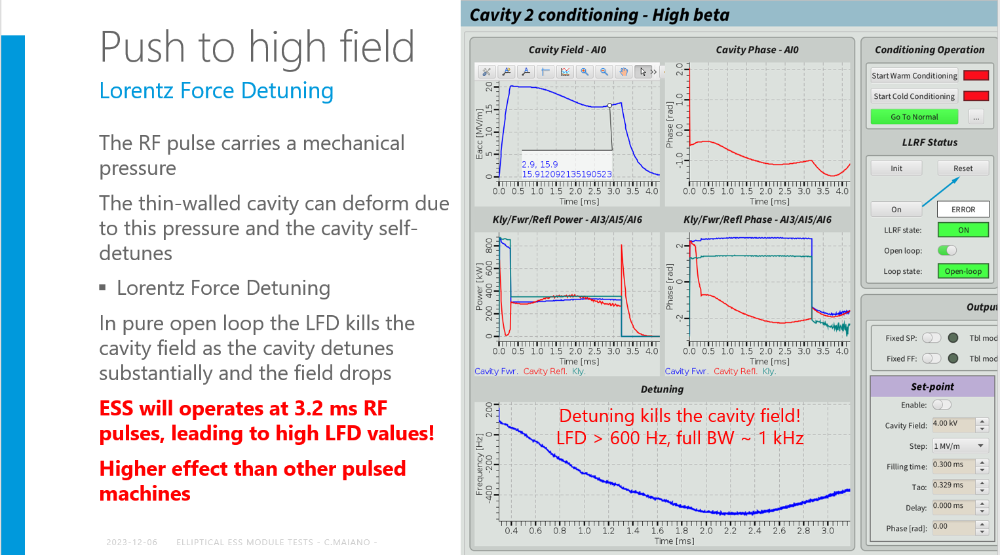 Push to high field
Lorentz Force Detuning
The RF pulse carries a mechanical
pressure
The thin-walled cavity can deform due
to this pressure and the cavity self-
detunes
▪ Lorentz Force Detuning
In pure open loop the LFD kills the
cavity field as the cavity detunes
substantially and the field drops
ESS will operates at 3.2 ms RF
pulses, leading to high LFD values!
Higher effect than other pulsed
machines
2023-12-06 ELLIPTICAL ESS MODULE TESTS - C.MAIANO -
Cavity 2 conditioning - High beta
Cavity Field - AI0
20
15
10
5
0
Eacc [MV/m]
2.9, 15.9
15.912092135190523
0.0 0.5 1.0 1.5 2.0 2.5 3.0 3.5 4.0
Time [ms]
Cavity Phase - AI0
2.0
1.0
0.0
-1.0
Phase [rad]
0.0 0.5 1.0 1.5 2.0 2.5 3.0 3.5 4.0
Time [ms]
Kly/Fwr/Refl Power - AI3/AI5/AI6
800
600
400
200
0
Power [kW]
0.0 0.5 1.0 1.5 2.0 2.5 3.0 3.5 4.0
Time [ms]
Cavity Fwr. Cavity Refl. Kly.
Kly/Fwr/Refl Phase - AI3/AI5/AI6
2
0
-2
Phase [rad]
0.0 0.5 1.0 1.5 2.0 2.5 3.0 3.5 4.0
Time [ms]
Cavity Fwr. Cavity Refl. Kly.
Detuning
Detuning kills the cavity field!
LFD > 600 Hz, full BW ~ 1 kHz
200
0
-200
-400
Frequency [Hz]
0.4 0.6 0.8 1.0 1.2 1.4 1.6 1.8 2.0 2.2 2.4 2.6 2.8 3.0
Time [ms]
Conditioning Operation
Start Warm Conditioning
Start Cold Conditioning
Go To Normal ...
LLRF Status
Init Reset
On ERROR
LLRF state: ON
Open loop:
Loop state: Open-loop
Output
Fixed SP: Tbl mod
Fixed FF: Tbl mod
Set-point
Enable:
Cavity Field: 4.00 kV
Step: 1 MV/m
Filling time: 0.300 ms
Tao: 0.329 ms
Delay: 0.000 ms
Phase [rad]: 0.00